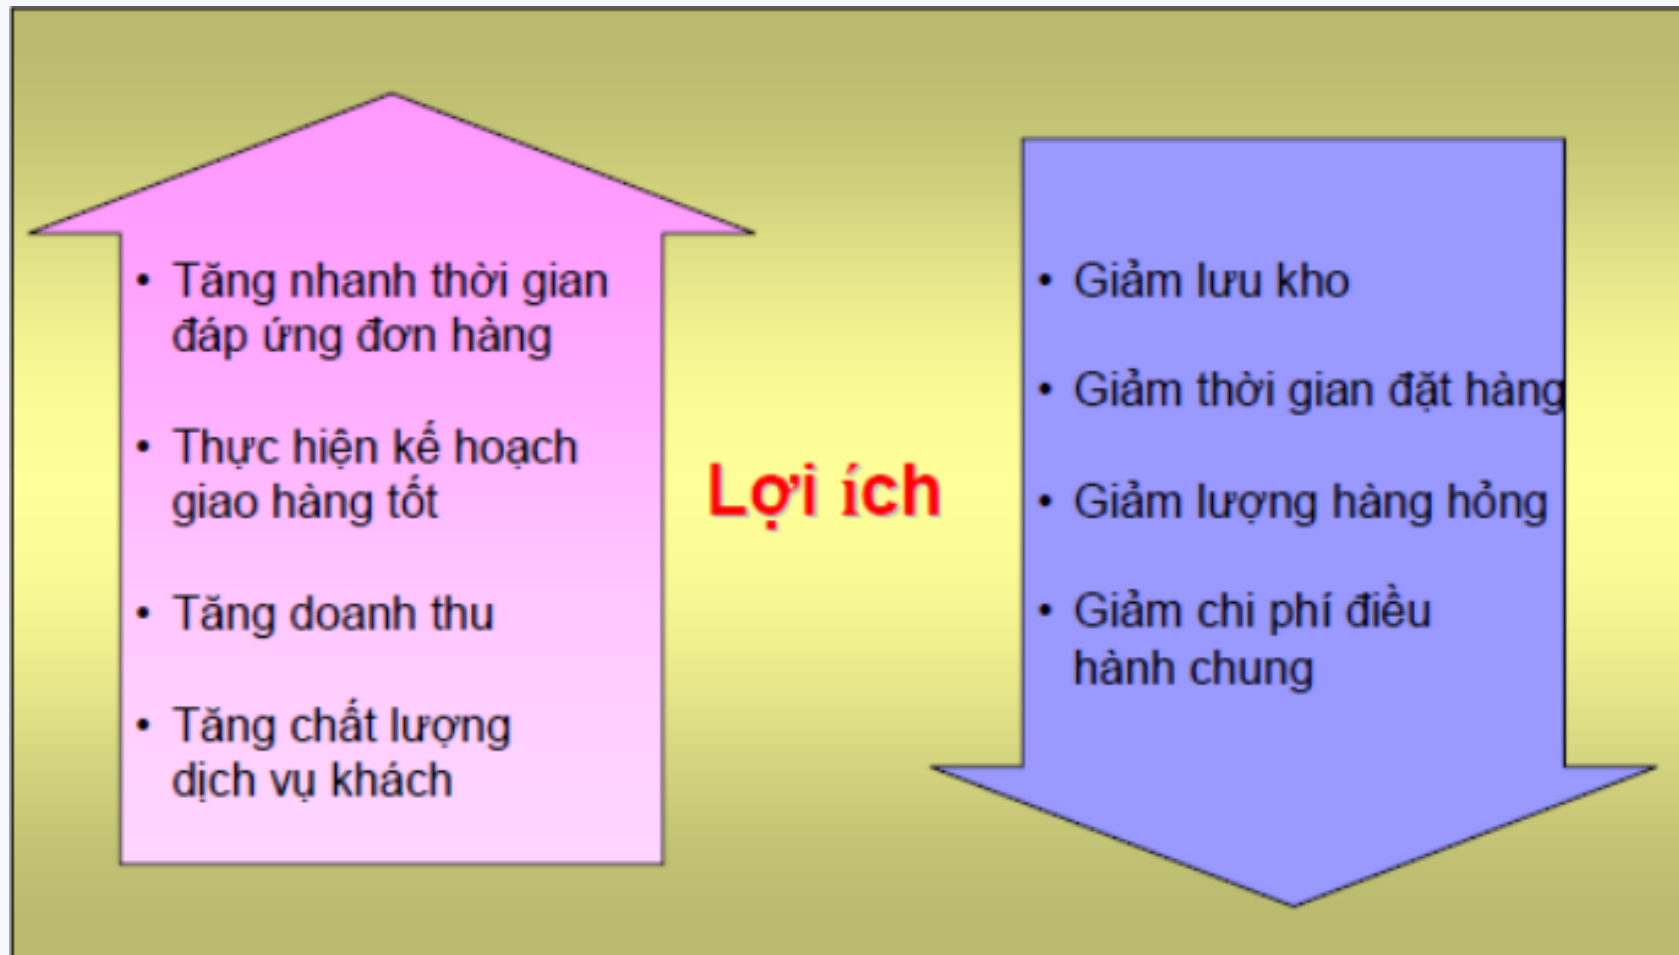 • Tăng nhanh thời gian
đáp ứng đơn hàng
• Thực hiện kế hoạch
giao hàng tốt
• Tăng doanh thu
• Tăng chất lượng
dịch vụ khách
Lợi ích
• Giảm lưu kho
• Giảm thời gian đặt hàng
• Giảm lượng hàng hỏng
• Giảm chi phí điều
hành chung